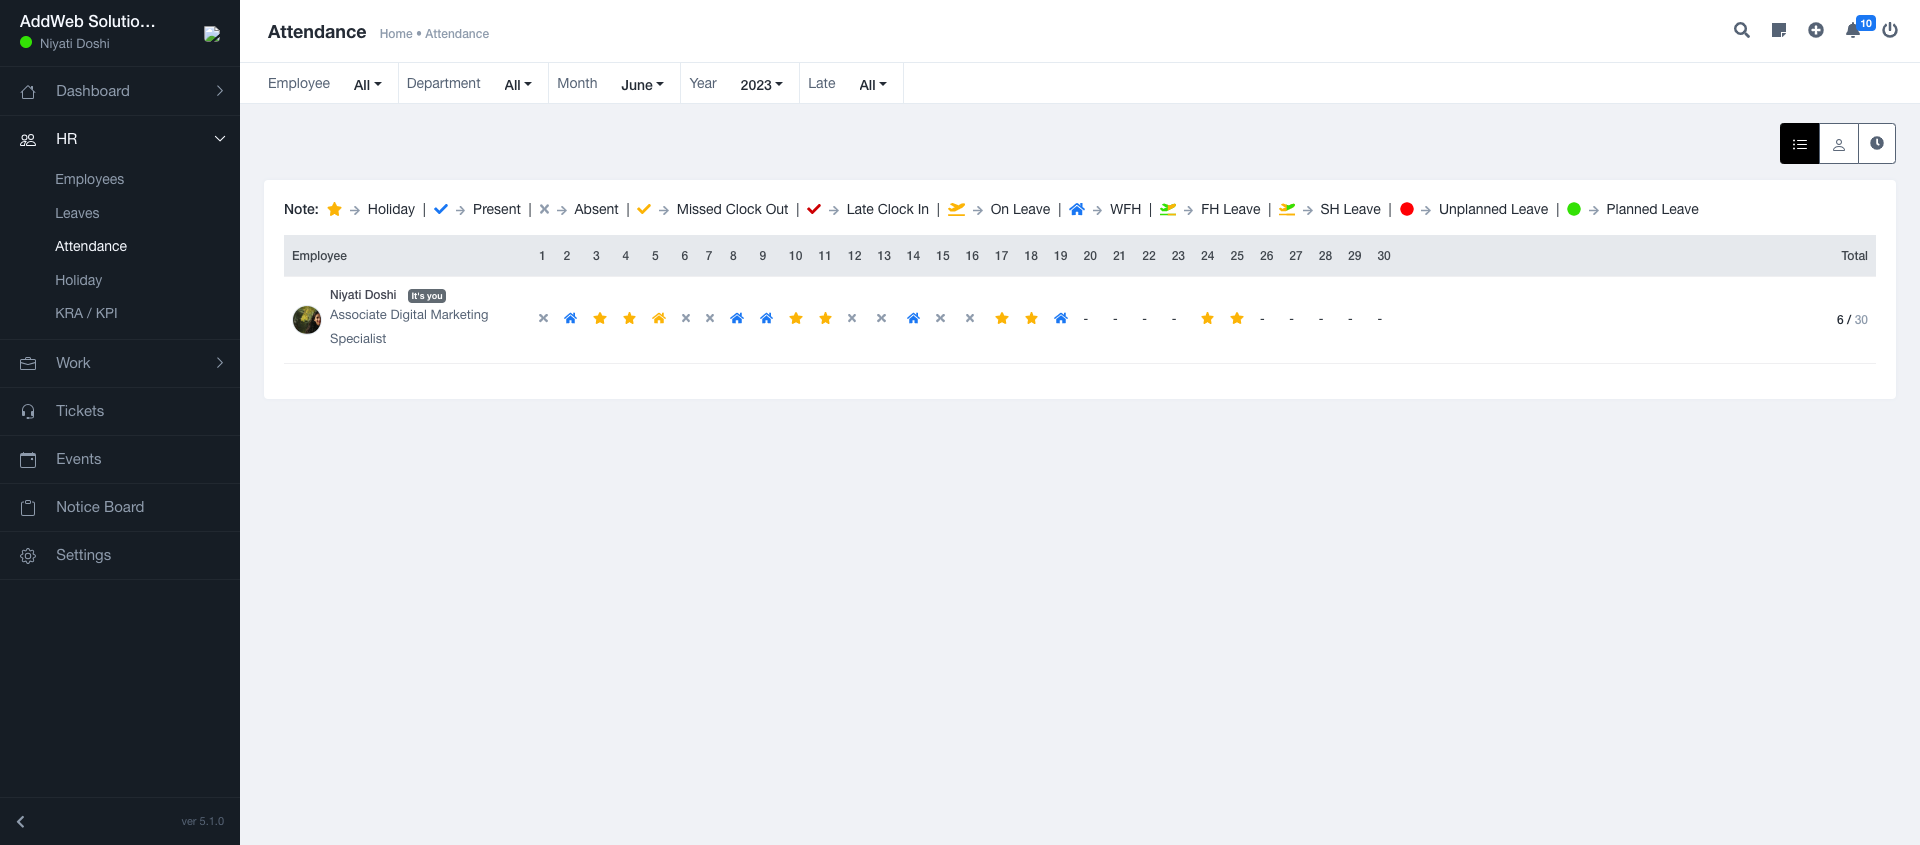 AddWeb Solutio...
Niyati Doshi
Dashboard
HR
Employees
Leaves
Attendance
Holiday
KRA / KPI
Work
Tickets
Events
Notice Board
Settings
ver 5.1.0
Attendance Home • Attendance
10
Employee All Department All Month June Year 2023 Late All
Note: Holiday | Present | Absent | Missed Clock Out | Late Clock In | On Leave | WFH | FH Leave | SH Leave | Unplanned Leave | Planned Leave
Employee 1 2 3 4 5 6 7 8 9 10 11 12 13 14 15 16 17 18 19 20 21 22 23 24 25 26 27 28 29 30 Total
Niyati Doshi It's you
Associate Digital Marketing
Specialist
- - - - - - - - - 6 / 30